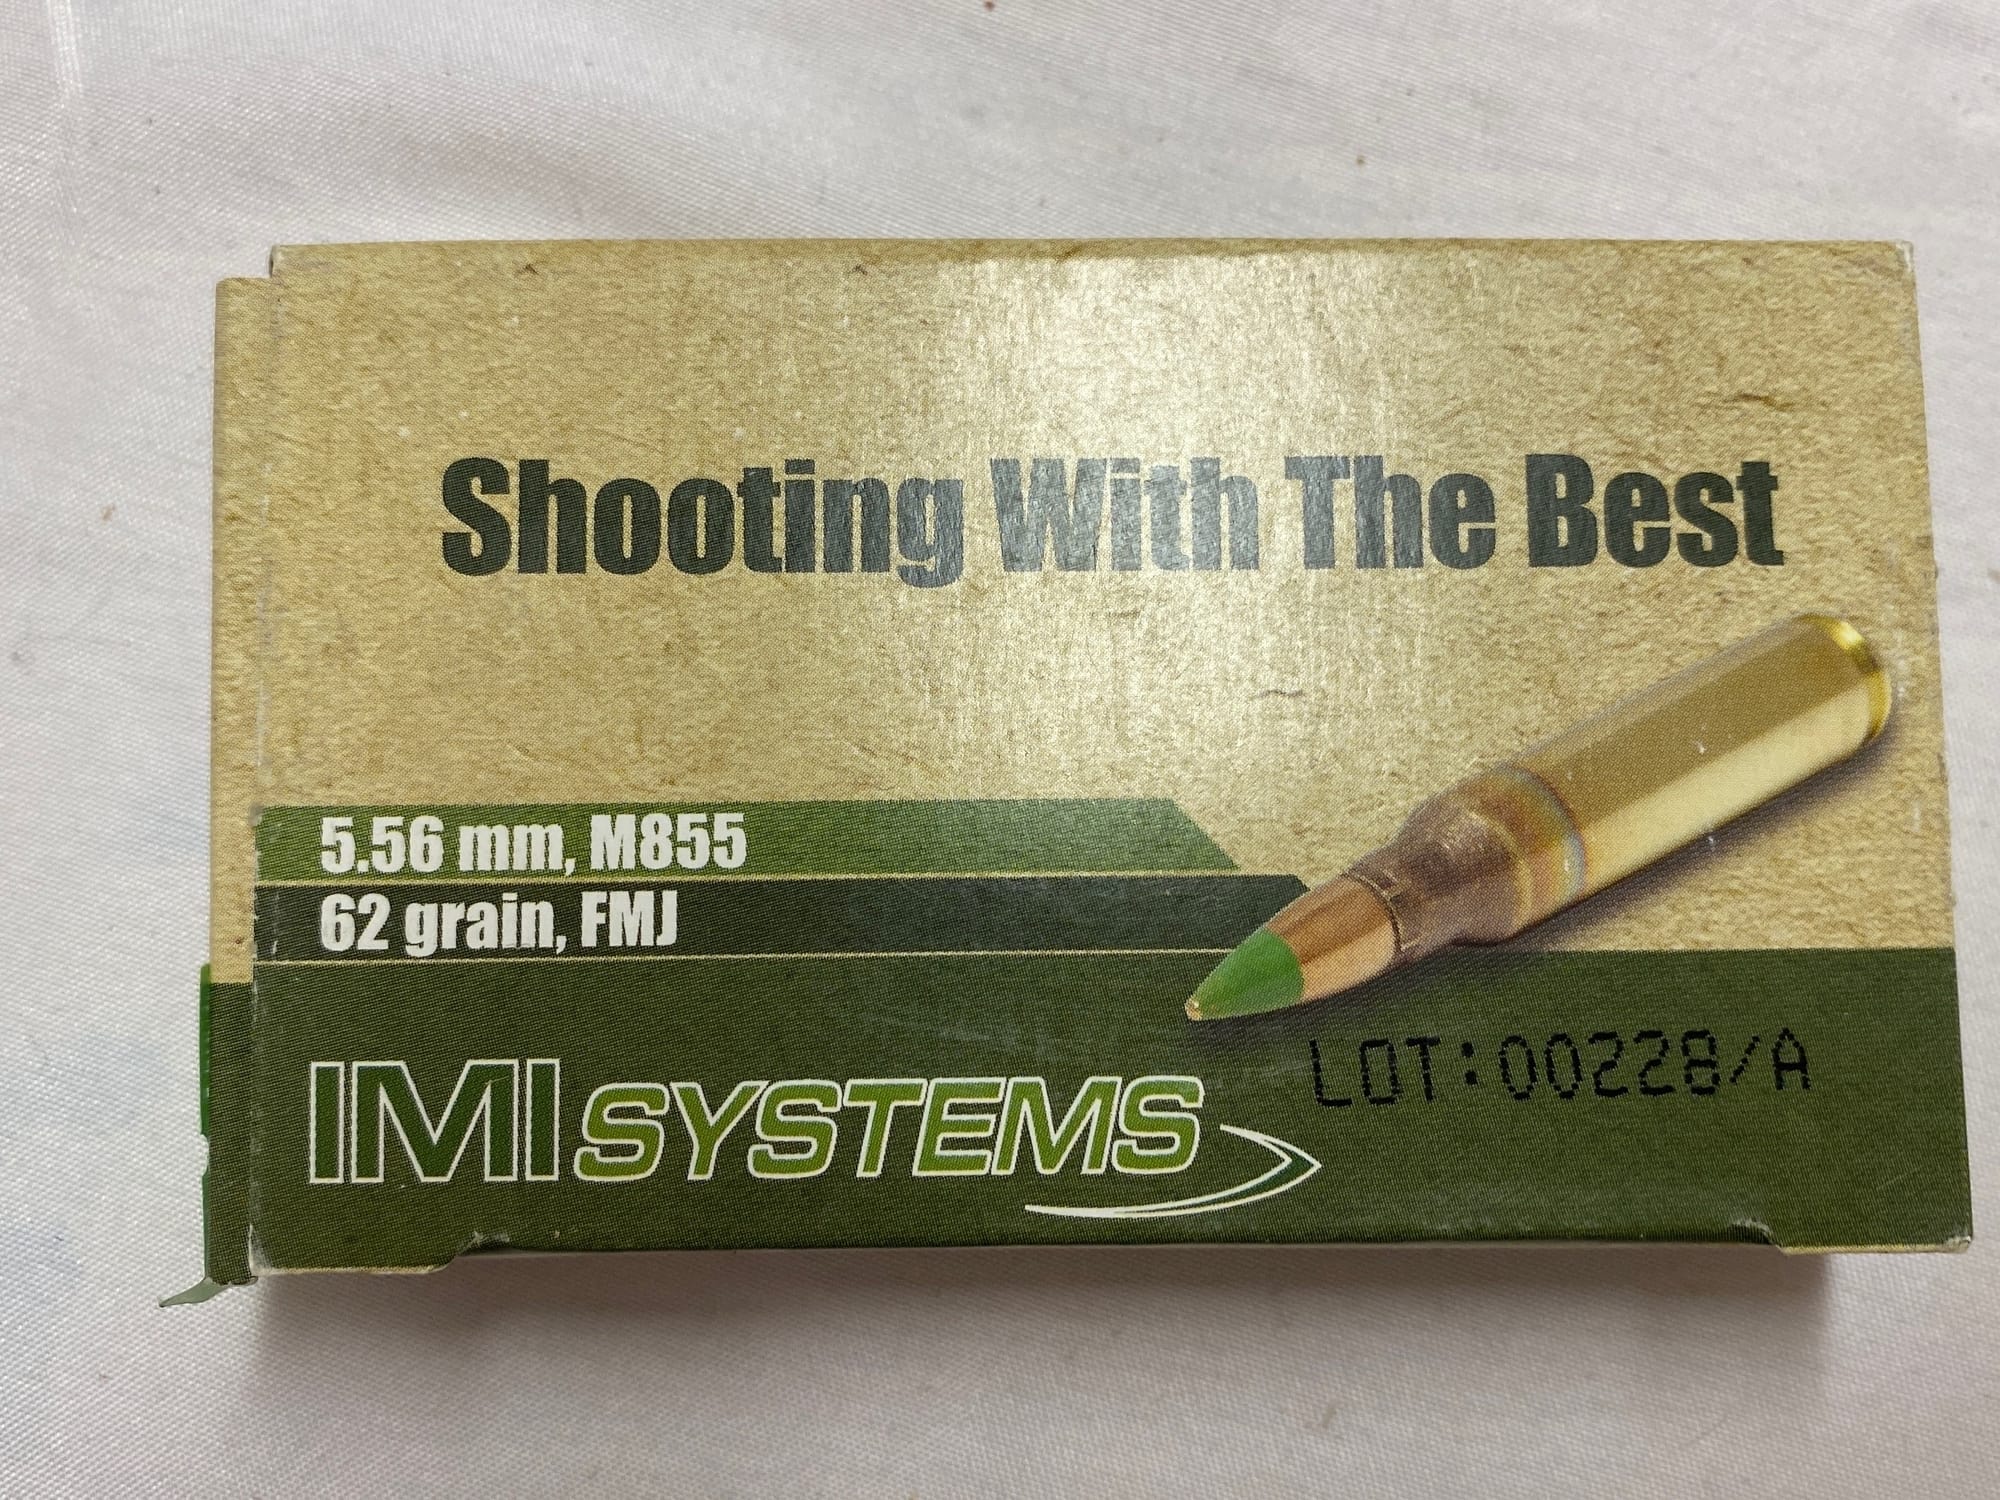 Shooting With The Best
5.56 mm, M855
62 grain, FMJ
LOT:00228/A
IMI SYSTEMS